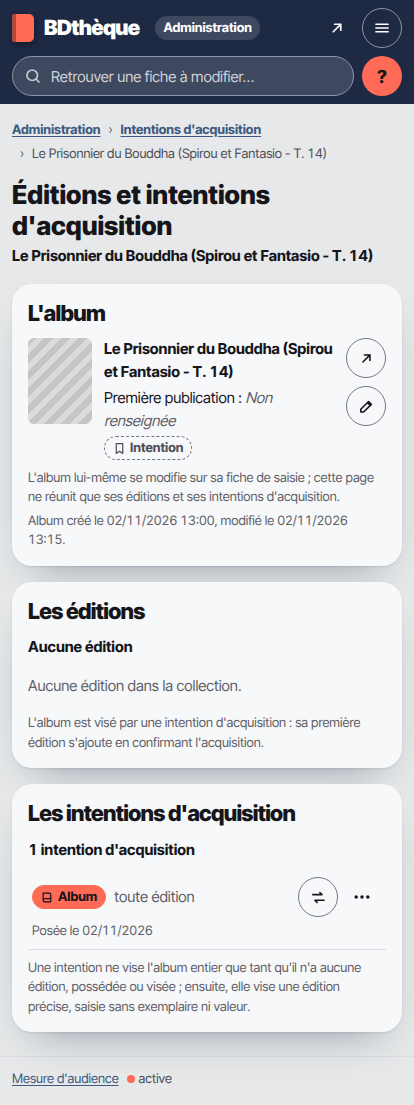 BDthèque Administration
Retrouver une fiche à modifier... ?
Administration › Intentions d'acquisition
› Le Prisonnier du Bouddha (Spirou et Fantasio - T. 14)
Éditions et intentions
d'acquisition
Le Prisonnier du Bouddha (Spirou et Fantasio - T. 14)
L'album
Le Prisonnier du Bouddha (Spirou
et Fantasio - T. 14)
Première publication : Non
renseignée
Intention
L'album lui-même se modifie sur sa fiche de saisie ; cette page
ne réunit que ses éditions et ses intentions d'acquisition.
Album créé le 02/11/2026 13:00, modifié le 02/11/2026
13:15.
Les éditions
Aucune édition
Aucune édition dans la collection.
L'album est visé par une intention d'acquisition : sa première
édition s'ajoute en confirmant l'acquisition.
Les intentions d'acquisition
1 intention d'acquisition
Album toute édition
Posée le 02/11/2026
Une intention ne vise l'album entier que tant qu'il n'a aucune
édition, possédée ou visée ; ensuite, elle vise une édition
précise, saisie sans exemplaire ni valeur.
Mesure d'audience active